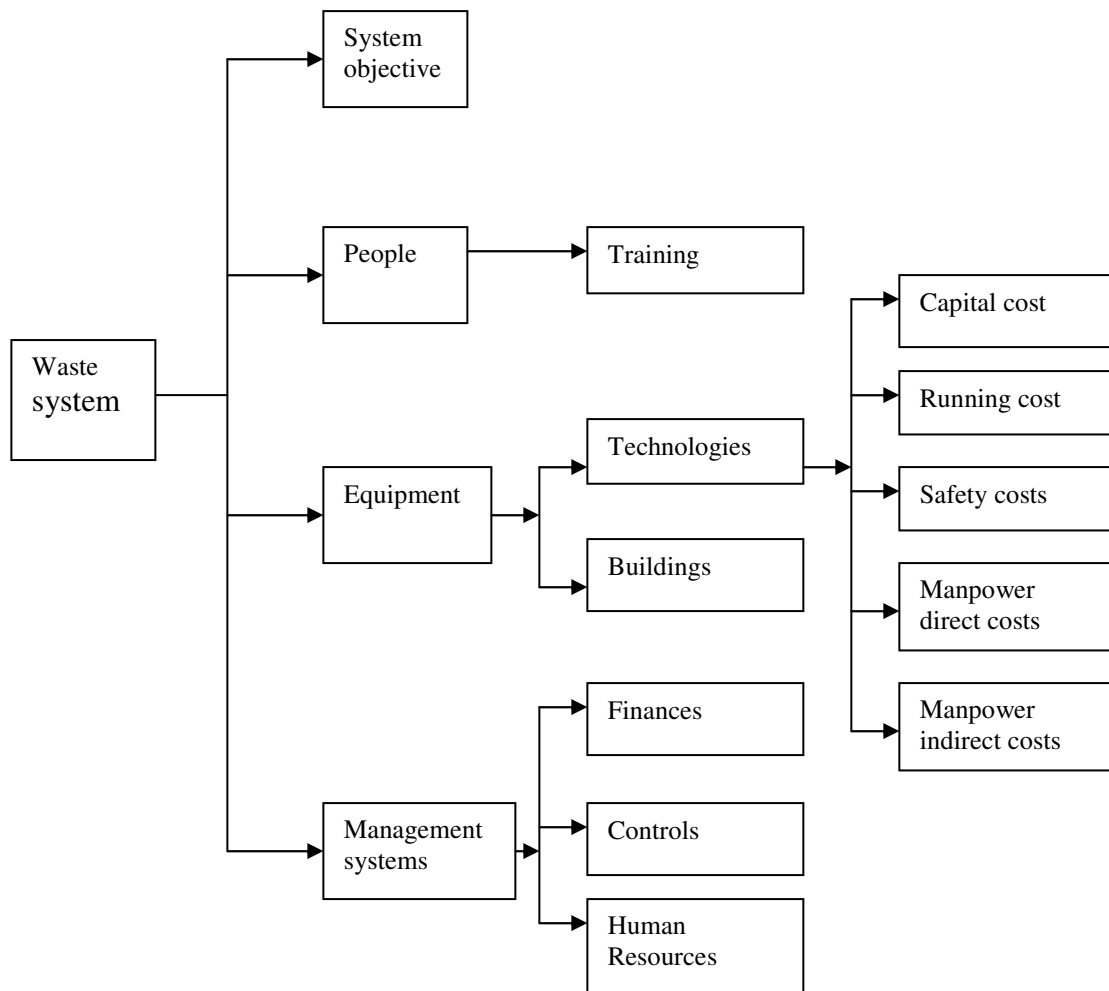 System
objective
People
Training
Capital cost
Waste
system
Running cost
Technologies
Equipment
Safety costs
Buildings
Manpower
direct costs
Finances
Manpower
indirect costs
Management
systems
Controls
Human
Resources